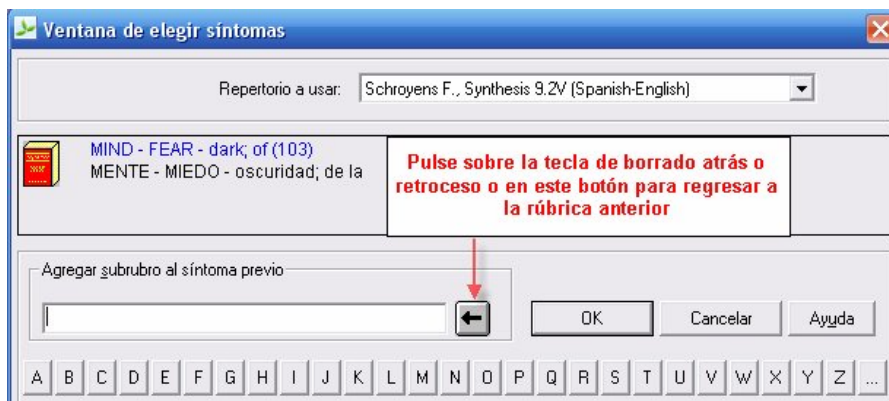 Ventana de elegir síntomas
Repertorio a usar: Schroyens F., Synthesis 9.2V (Spanish-English)
MIND - FEAR - dark; of (103)
MENTE - MIEDO - oscuridad; de la
Pulse sobre la tecla de borrado atrás o
retroceso o en este botón para regresar a
la rúbrica anterior
Agregar subrubro al síntoma previo
OK Cancelar Ayuda
A B C D E F G H I J K L M N O P Q R S T U V W X Y Z ...